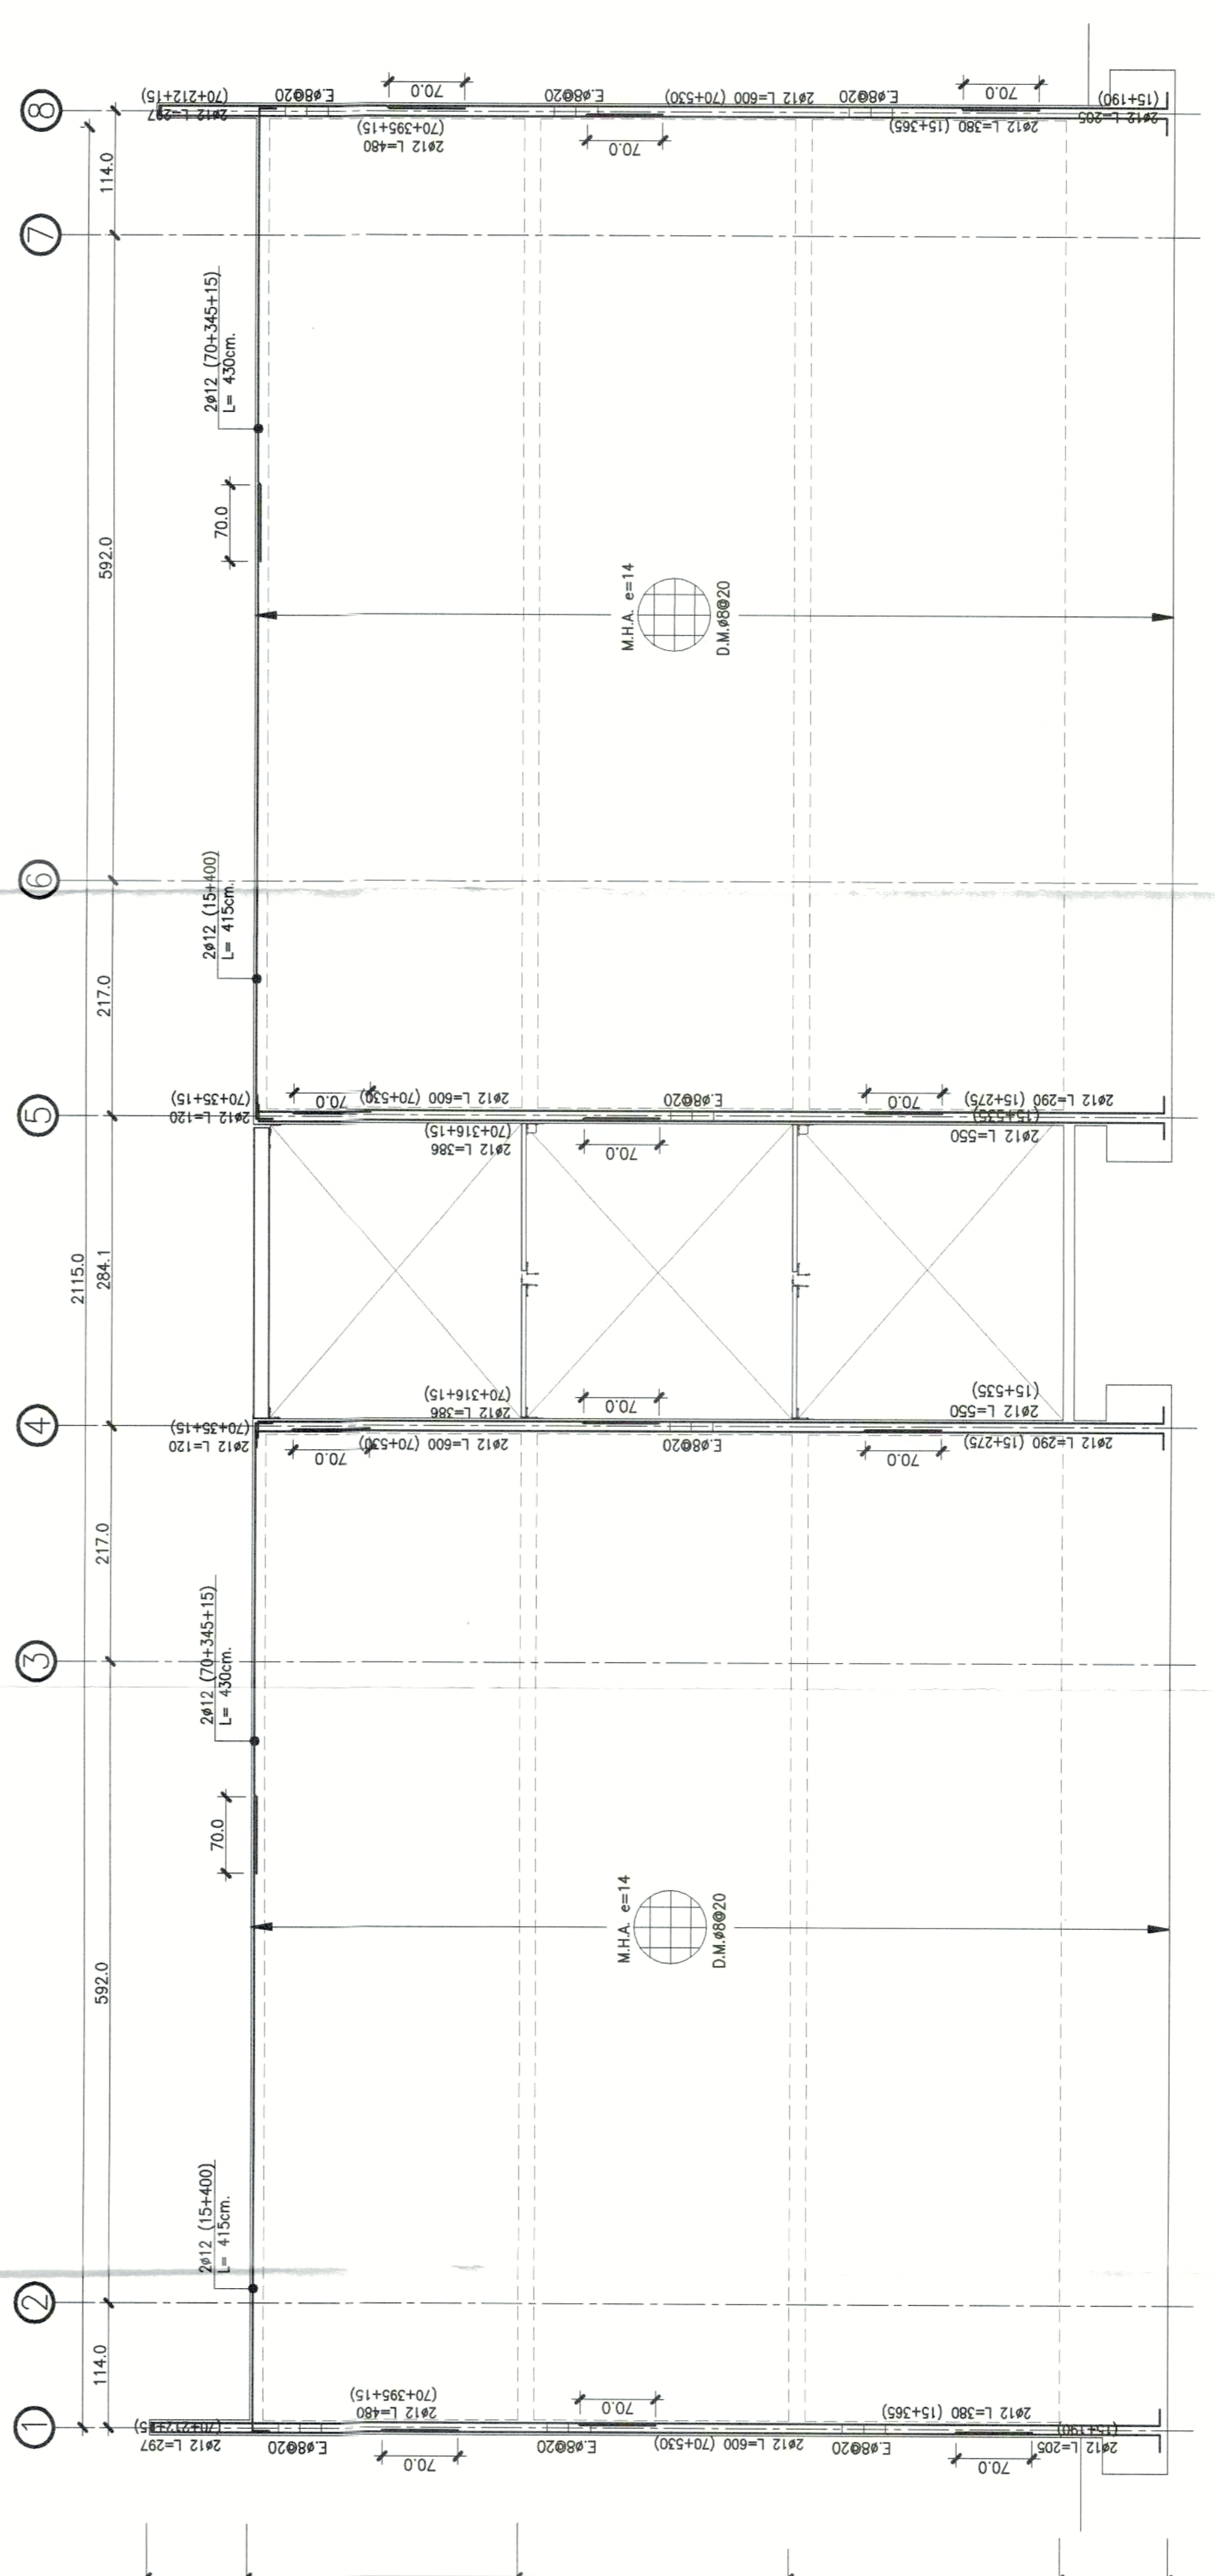 8
(70+212+15)
2ø12 L=297
E.ø8@20
70.0
E.ø8@20
2ø12 L=600 (70+530)
E.ø8@20
70.0
(15+190)
2ø12 L=205
(70+395+15)
2ø12 L=480
70.0
2ø12 L=380 (15+365)
114.0
7
2ø12 (70+345+15)
L= 430cm.
70.0
592.0
M.H.A. e=14
D.M.ø8@20
6
2ø12 (15+400)
L= 415cm.
217.0
5
(70+35+15)
2ø12 L=120
70.0
2ø12 L=600 (70+530)
E.ø8@20
70.0
2ø12 L=290 (15+275)
(15+535)
2ø12 L=550
(70+316+15)
2ø12 L=386
70.0
2115.0
284.1
(70+316+15)
2ø12 L=386
70.0
(15+535)
2ø12 L=550
4
(70+35+15)
2ø12 L=120
70.0
2ø12 L=600 (70+530)
E.ø8@20
70.0
2ø12 L=290 (15+275)
217.0
2ø12 (70+345+15)
L= 430cm.
3
70.0
592.0
M.H.A. e=14
D.M.ø8@20
2ø12 (15+400)
L= 415cm.
2
114.0
(70+395+15)
2ø12 L=480
70.0
2ø12 L=380 (15+365)
1
(70+212+15)
2ø12 L=297
E.ø8@20
70.0
E.ø8@20
2ø12 L=600 (70+530)
E.ø8@20
70.0
(15+190)
2ø12 L=205